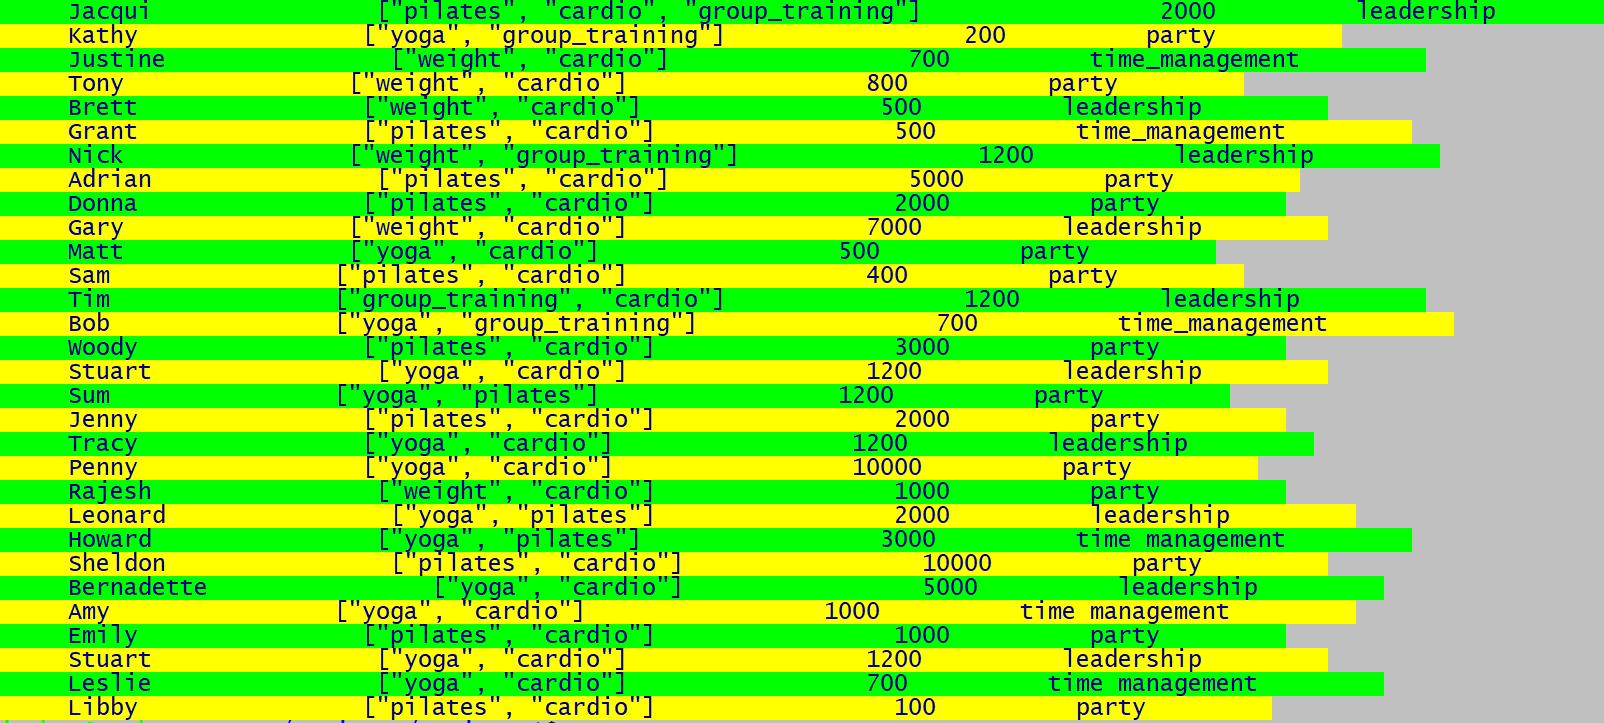 Jacqui ["pilates", "cardio", "group_training"] 2000 leadership
Kathy ["yoga", "group_training"] 200 party
Justine ["weight", "cardio"] 700 time_management
Tony ["weight", "cardio"] 800 party
Brett ["weight", "cardio"] 500 leadership
Grant ["pilates", "cardio"] 500 time_management
Nick ["weight", "group_training"] 1200 leadership
Adrian ["pilates", "cardio"] 5000 party
Donna ["pilates", "cardio"] 2000 party
Gary ["weight", "cardio"] 7000 leadership
Matt ["yoga", "cardio"] 500 party
Sam ["pilates", "cardio"] 400 party
Tim ["group_training", "cardio"] 1200 leadership
Bob ["yoga", "group_training"] 700 time_management
Woody ["pilates", "cardio"] 3000 party
Stuart ["yoga", "cardio"] 1200 leadership
Sum ["yoga", "pilates"] 1200 party
Jenny ["pilates", "cardio"] 2000 party
Tracy ["yoga", "cardio"] 1200 leadership
Penny ["yoga", "cardio"] 10000 party
Rajesh ["weight", "cardio"] 1000 party
Leonard ["yoga", "pilates"] 2000 leadership
Howard ["yoga", "pilates"] 3000 time management
Sheldon ["pilates", "cardio"] 10000 party
Bernadette ["yoga", "cardio"] 5000 leadership
Amy ["yoga", "cardio"] 1000 time management
Emily ["pilates", "cardio"] 1000 party
Stuart ["yoga", "cardio"] 1200 leadership
Leslie ["yoga", "cardio"] 700 time management
Libby ["pilates", "cardio"] 100 party